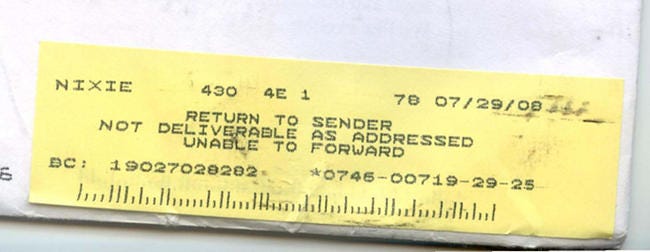 NIXIE 430 4E 1 78 07/29/08
RETURN TO SENDER
NOT DELIVERABLE AS ADDRESSED
UNABLE TO FORWARD
BC: 19027028282 *0746-00719-29-25